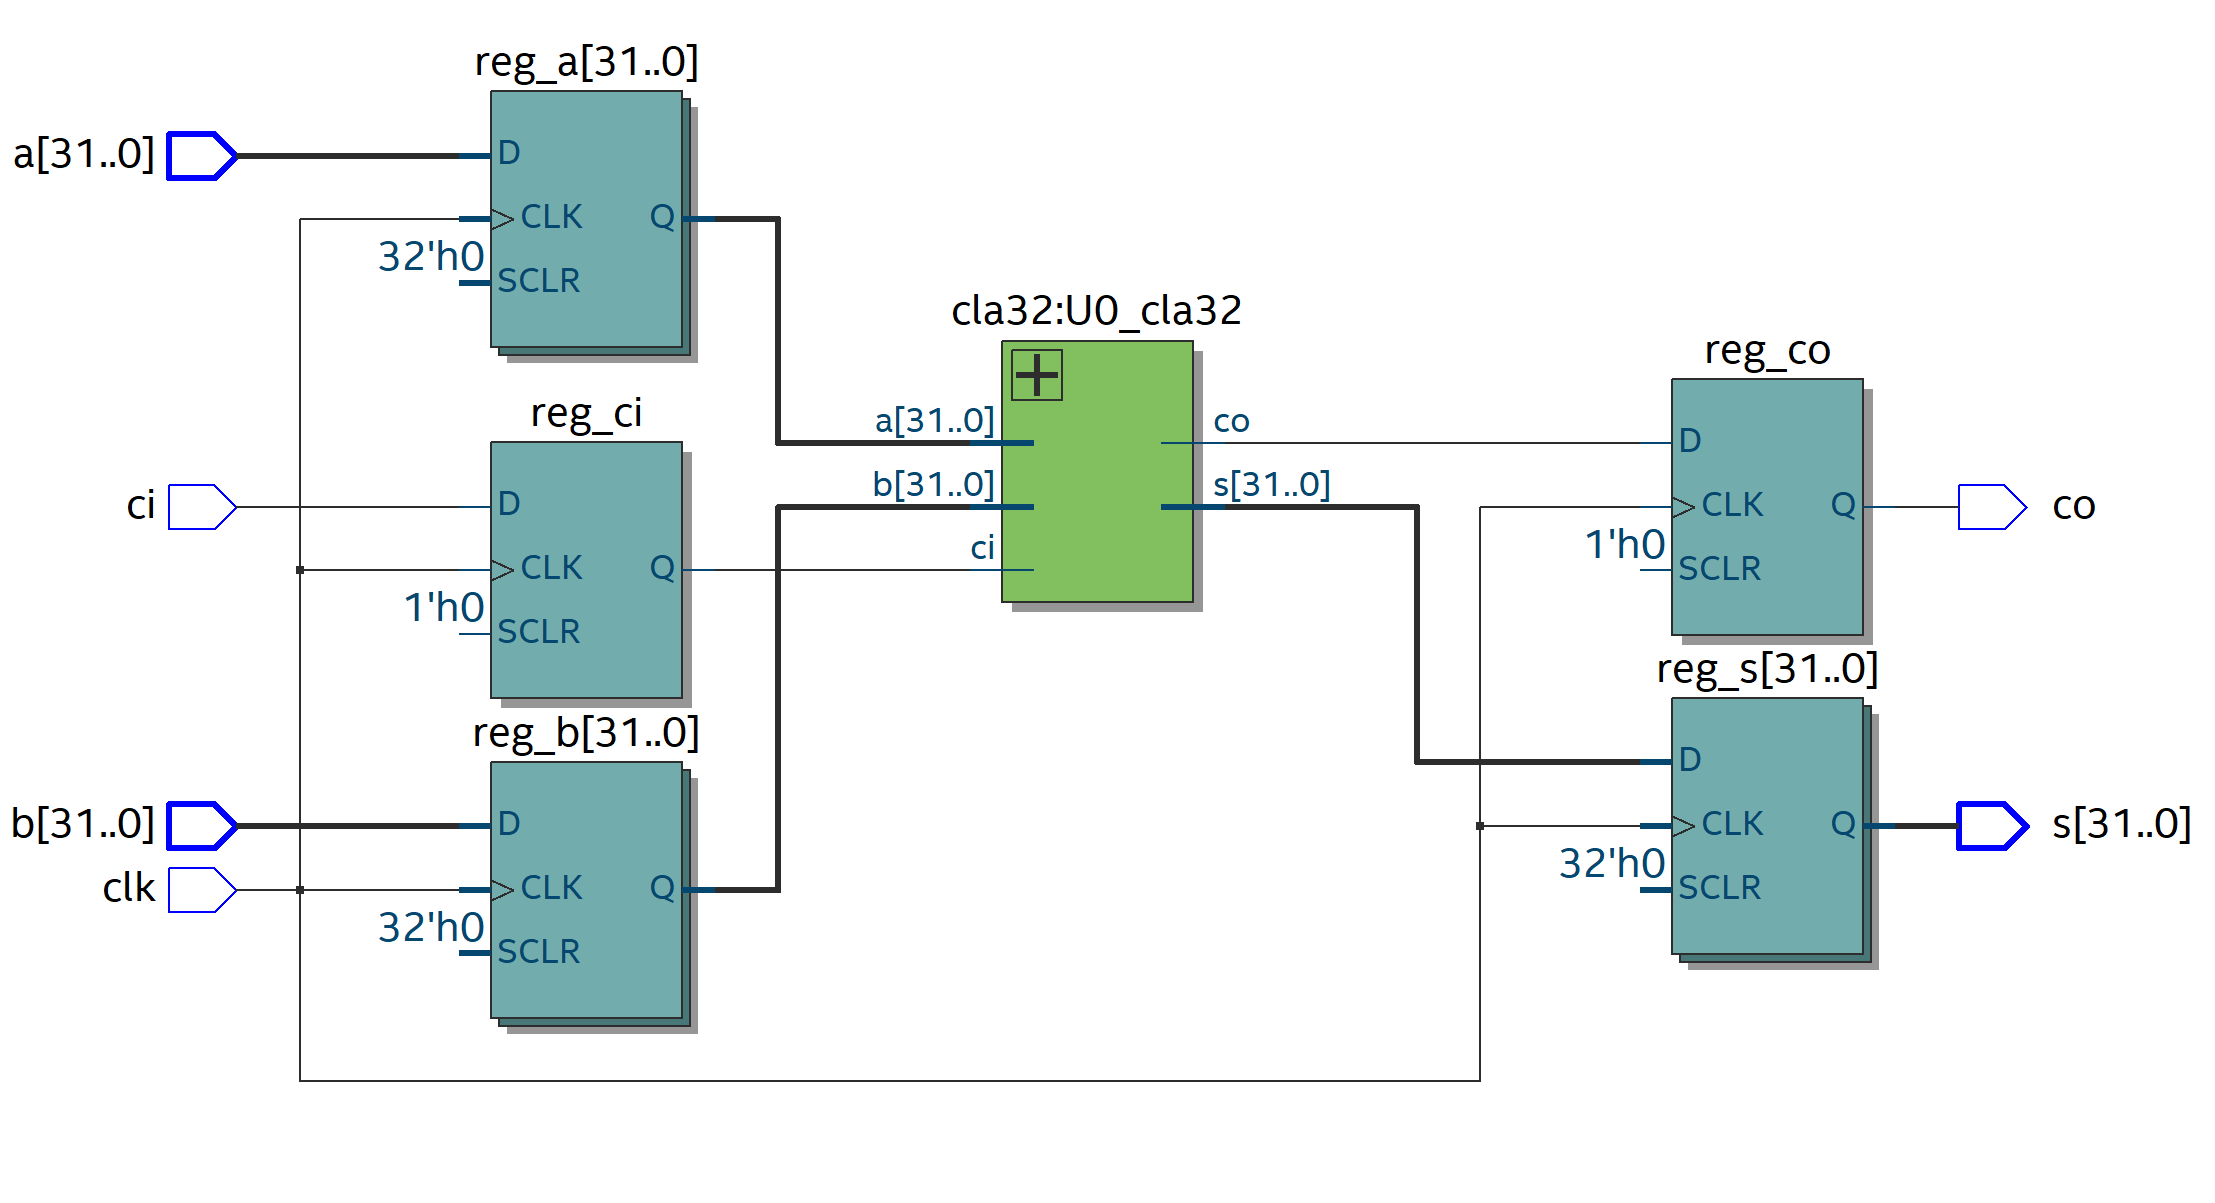 reg_a[31..0]
a[31..0]
D
CLK
Q
32'h0
SCLR
reg_ci
ci
D
CLK
Q
1'h0
SCLR
reg_b[31..0]
b[31..0]
D
clk
CLK
Q
32'h0
SCLR
cla32:U0_cla32
a[31..0]
co
b[31..0]
s[31..0]
ci
reg_co
D
CLK
Q
co
1'h0
SCLR
reg_s[31..0]
D
CLK
Q
s[31..0]
32'h0
SCLR